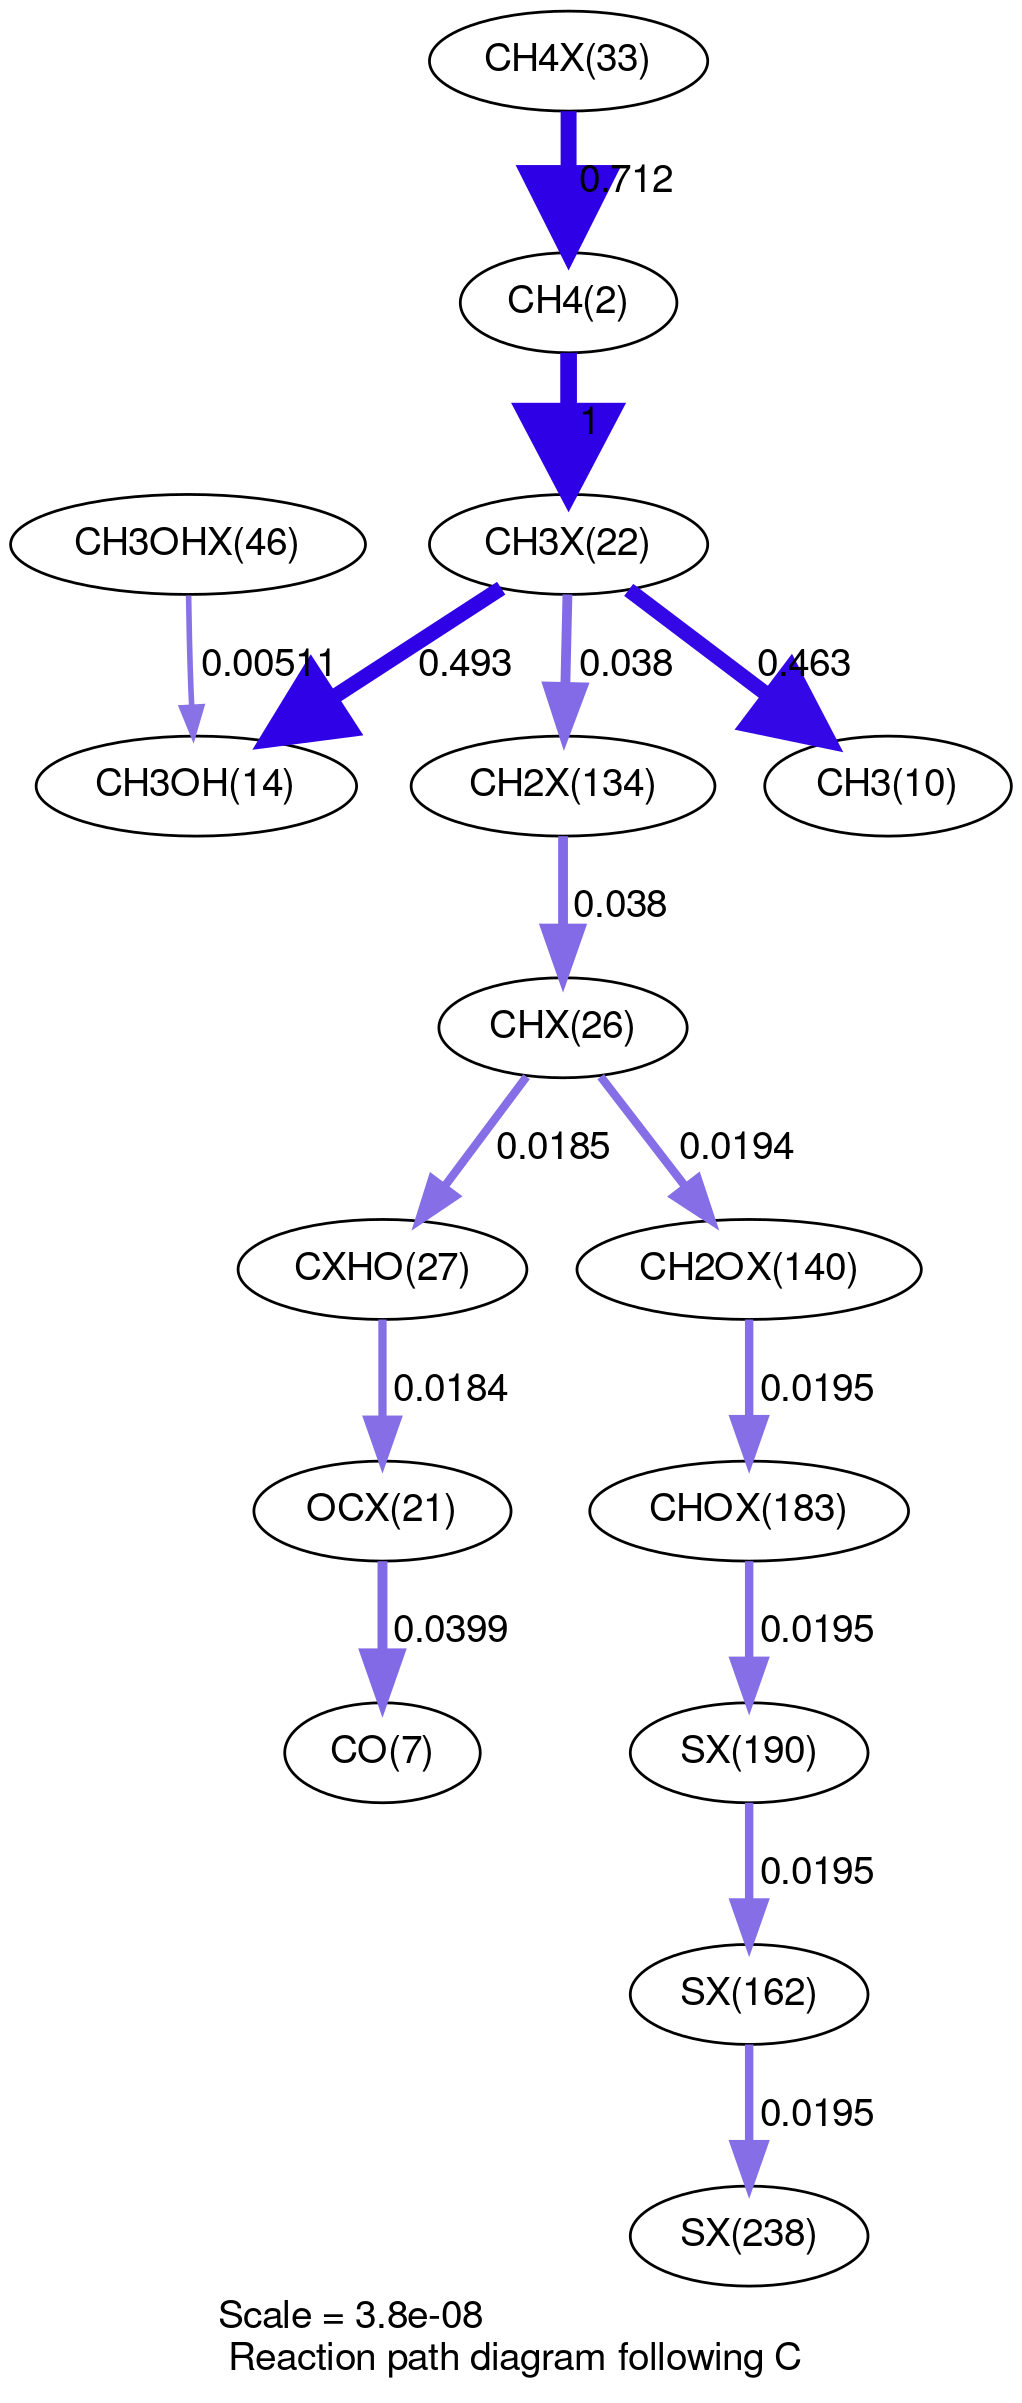 CH4X(33)
0.712
CH4(2)
1
CH3OHX(46)
CH3X(22)
0.00511
0.493
0.038
0.463
CH3OH(14)
CH2X(134)
CH3(10)
0.038
CHX(26)
0.0185
0.0194
CXHO(27)
CH2OX(140)
0.0184
0.0195
OCX(21)
CHOX(183)
0.0399
0.0195
CO(7)
SX(190)
0.0195
SX(162)
0.0195
SX(238)
Scale = 3.8e-08
Reaction path diagram following C